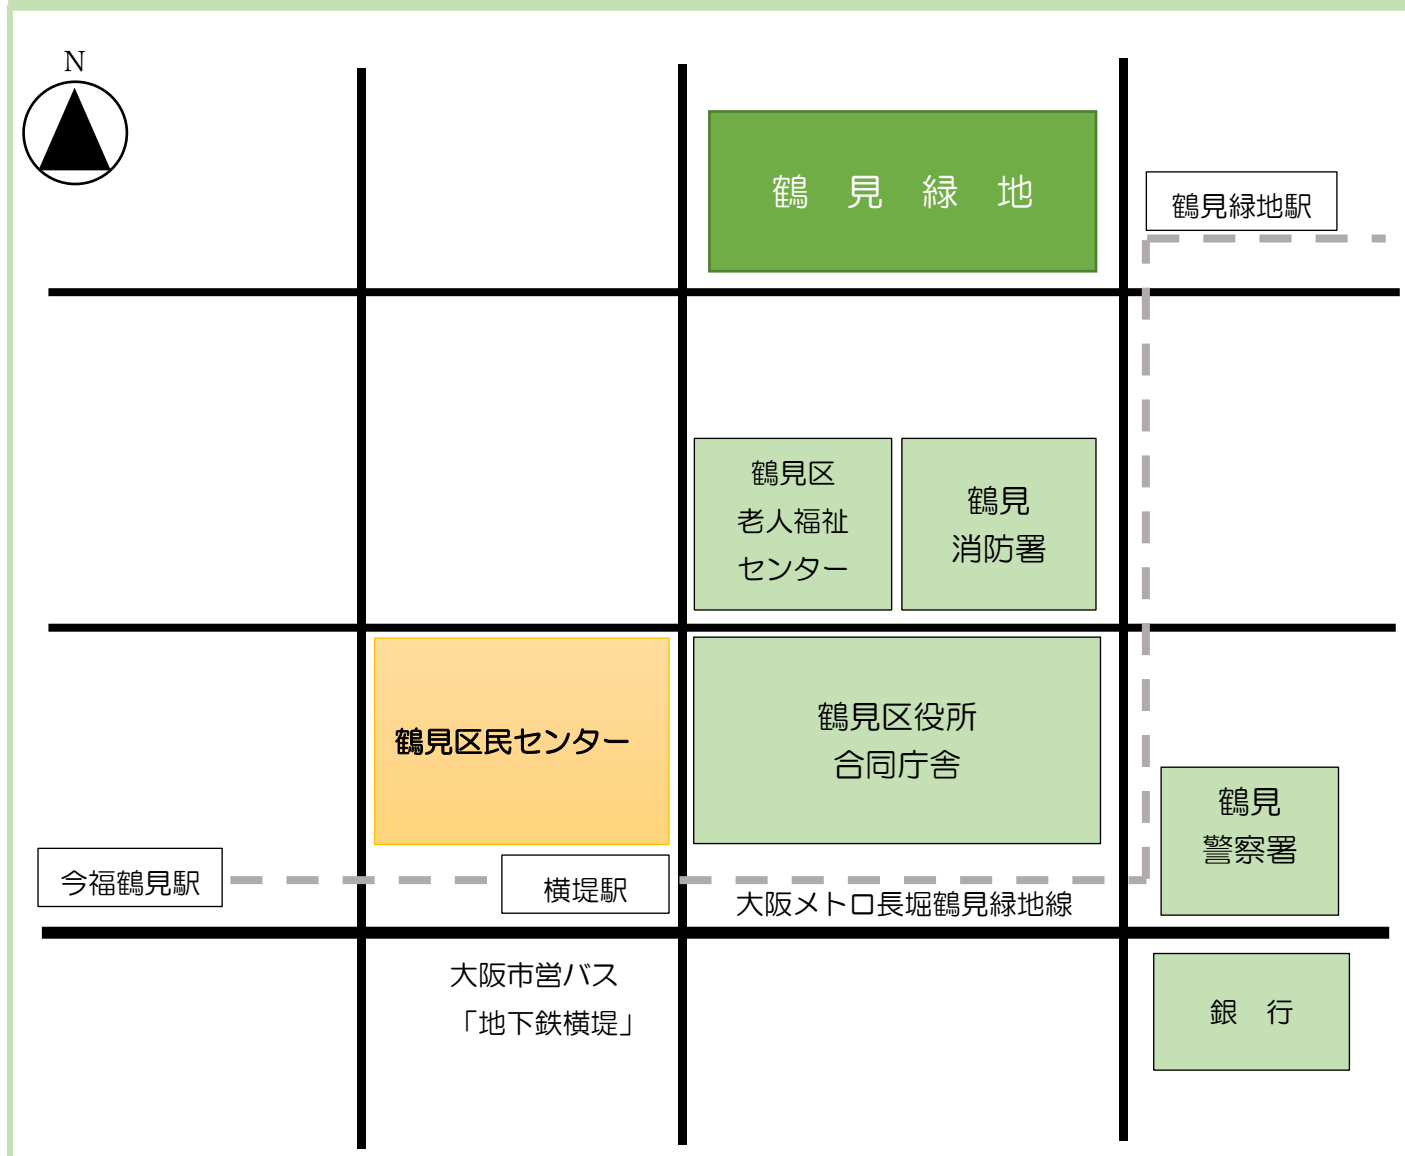 N
鶴　見　緑　地
鶴見緑地駅
鶴見区
老人福祉
センター
鶴見
消防署
鶴見区民センター
鶴見区役所
合同庁舎
鶴見
警察署
今福鶴見駅
横堤駅
大阪メトロ長堀鶴見緑地線
大阪市営バス
「地下鉄横堤」
銀　行